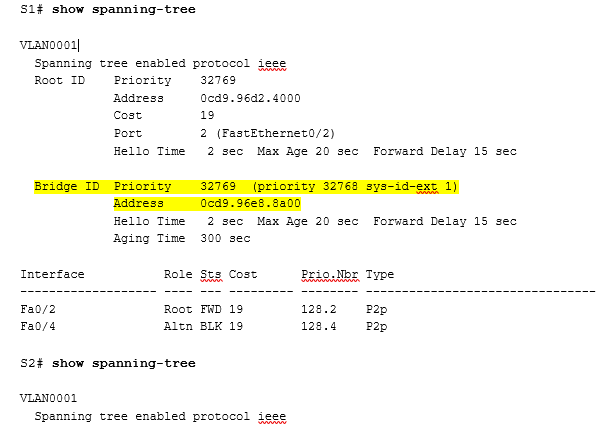 S1# show spanning-tree
VLAN0001
Spanning tree enabled protocol ieee
Root ID Priority 32769
Address 0cd9.96d2.4000
Cost 19
Port 2 (FastEthernet0/2)
Hello Time 2 sec Max Age 20 sec Forward Delay 15 sec
Bridge ID Priority 32769 (priority 32768 sys-id-ext 1)
Address 0cd9.96e8.8a00
Hello Time 2 sec Max Age 20 sec Forward Delay 15 sec
Aging Time 300 sec
Interface Role Sts Cost Prio.Nbr Type
------------------- ---- --- --------- -------- --------------------------------
Fa0/2 Root FWD 19 128.2 P2p
Fa0/4 Altn BLK 19 128.4 P2p
S2# show spanning-tree
VLAN0001
Spanning tree enabled protocol ieee